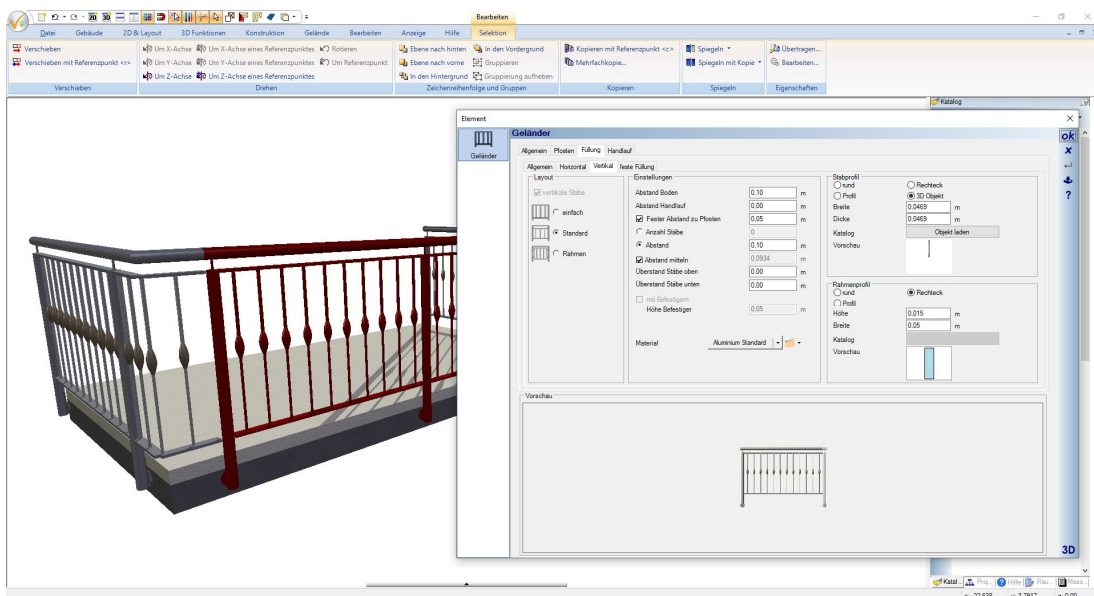 Bearbeiten
Datei Gebäude 2D & Layout 3D Funktionen Konstruktion Gelände Bearbeiten Anzeige Hilfe Selektion
Verschieben Um X-Achse Um X-Achse eines Referenzpunktes Rotieren Ebene nach hinten In den Vordergrund Kopieren mit Referenzpunkt <c> Spiegeln Übertragen...
Verschieben mit Referenzpunkt <r> Um Y-Achse Um Y-Achse eines Referenzpunktes Um Referenzpunkt Ebene nach vorne Gruppieren Mehrfachkopie... Spiegeln mit Kopie Bearbeiten...
Um Z-Achse Um Z-Achse eines Referenzpunktes In den Hintergrund Gruppierung aufheben
Verschieben Drehen Zeichenreihenfolge und Gruppen Kopieren Spiegeln Eigenschaften
Katalog
Element
Geländer ok
Geländer
Allgemein Pfosten Füllung Handlauf
Allgemein Horizontal Vertikal feste Füllung
Layout Einstellungen Stabprofil
vertikale Stäbe Abstand Boden 0,10 m rund Rechteck
Abstand Handlauf 0,00 m Profil 3D Objekt
einfach Fester Abstand zu Pfosten 0,05 m Breite 0,0469 m
Anzahl Stäbe 0 Dicke 0,0469 m
Standard Abstand 0,10 m Katalog Objekt laden
Rahmen Abstand mitteln 0,0934 m Vorschau
Überstand Stäbe oben 0,00 m
Überstand Stäbe unten 0,00 m Rahmenprofil
mit Befestigern rund Rechteck
Höhe Befestiger 0,05 m Profil
Höhe 0,015 m
Breite 0,05 m
Material Aluminium Standard Katalog
Vorschau
Vorschau
3D
Katal... Proj... Hilfe Rau... Mass...